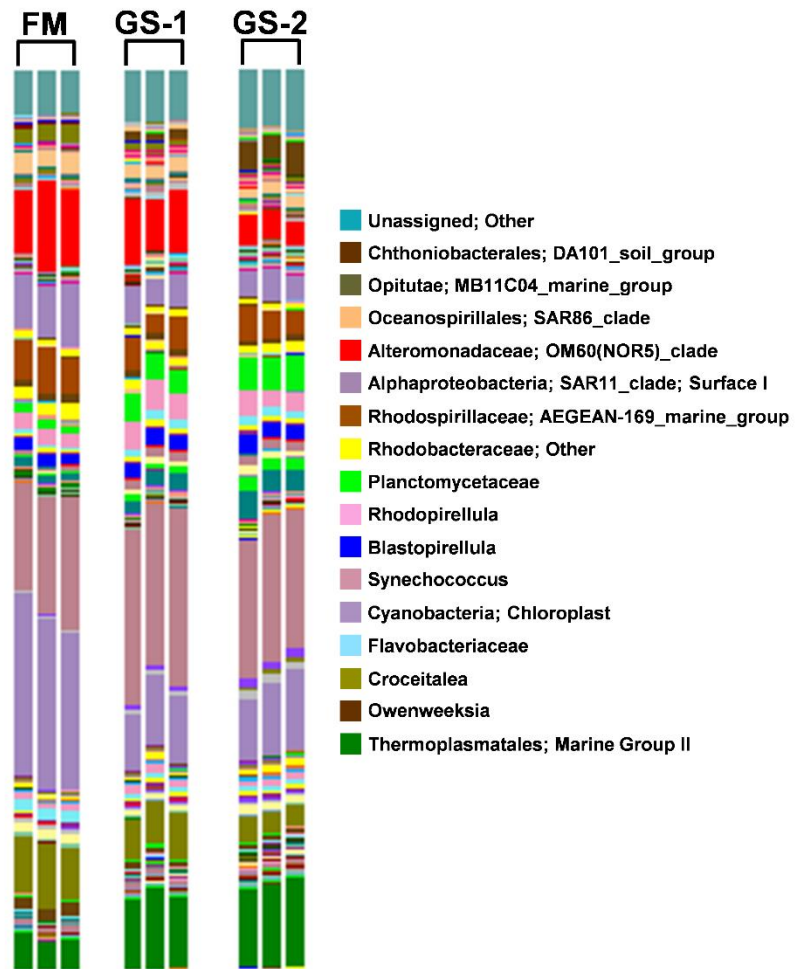 FM
GS-1
GS-2
Unassigned; Other
Chthoniobacterales; DA101_soil_group
Opitutae; MB11C04_marine_group
Oceanospirillales; SAR86_clade
Alteromonadaceae; OM60(NOR5)_clade
Alphaproteobacteria; SAR11_clade; Surface I
Rhodospirillaceae; AEGEAN-169_marine_group
Rhodobacteraceae; Other
Planctomycetaceae
Rhodopirellula
Blastopirellula
Synechococcus
Cyanobacteria; Chloroplast
Flavobacteriaceae
Croceitalea
Owenweeksia
Thermoplasmatales; Marine Group II